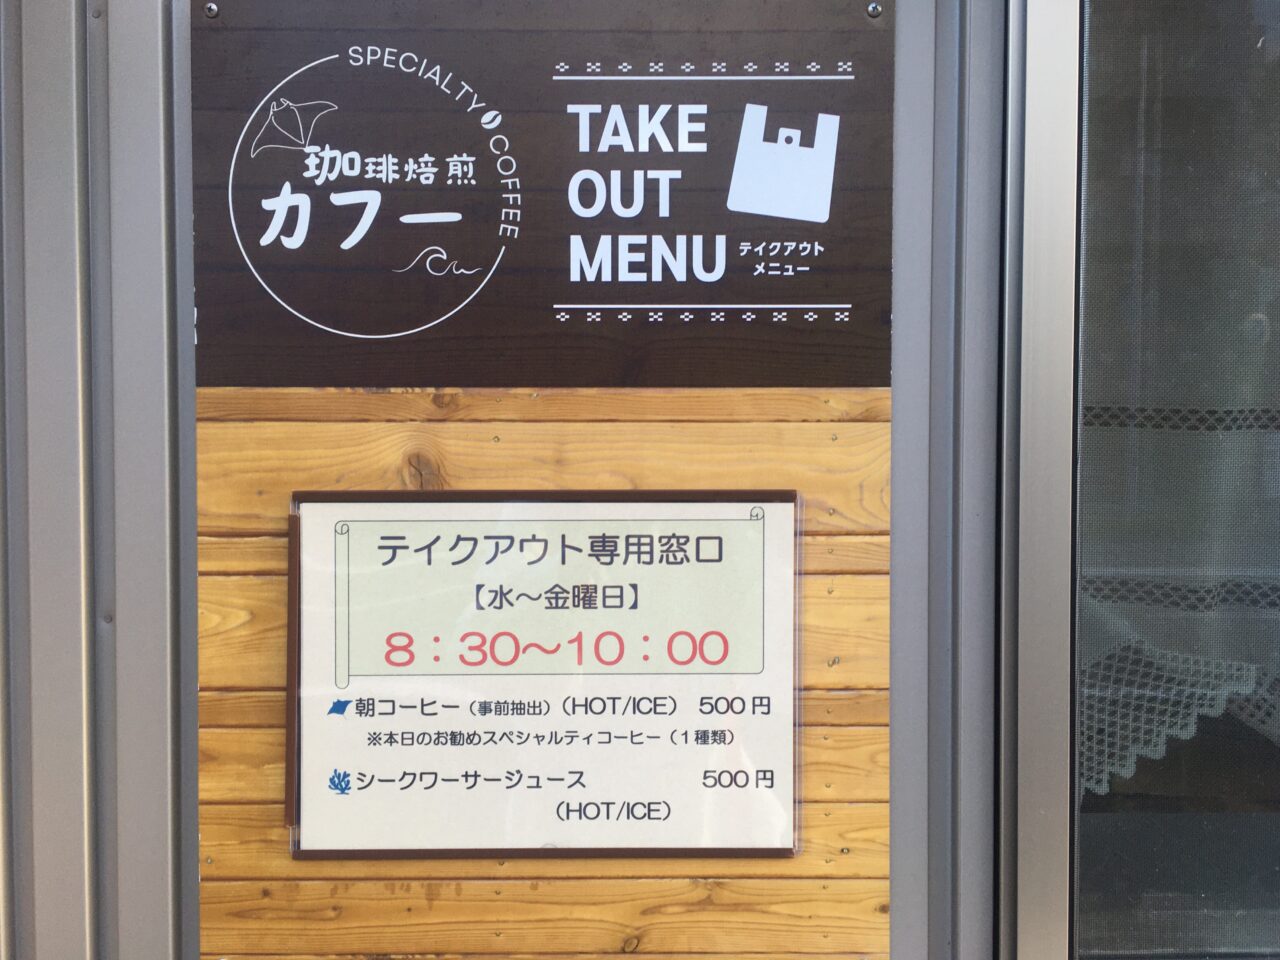 SPECIALTY COFFEE
珈琲焙煎
カフー
TAKE
OUT
MENU
テイクアウト
メニュー
テイクアウト専用窓口
【水～金曜日】
8：30～10：00
朝コーヒー（事前抽出）（HOT/ICE） 500円
※本日のお勧めスペシャルティコーヒー（１種類）
シークワーサージュース 500円
（HOT/ICE）